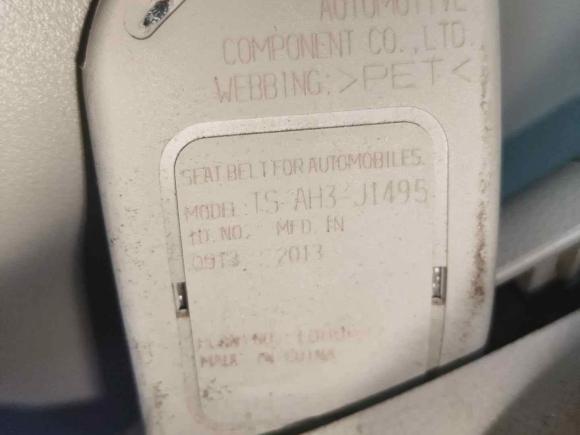 AUTOMOTIVE
COMPONENT CO.,LTD
WEBBING:>PET<
SEAT BELT FOR AUTOMOBILES.
MODEL:TS-AH3-J1495
ID.NO. MFD.IN
09T3 2013
MADE IN CHINA